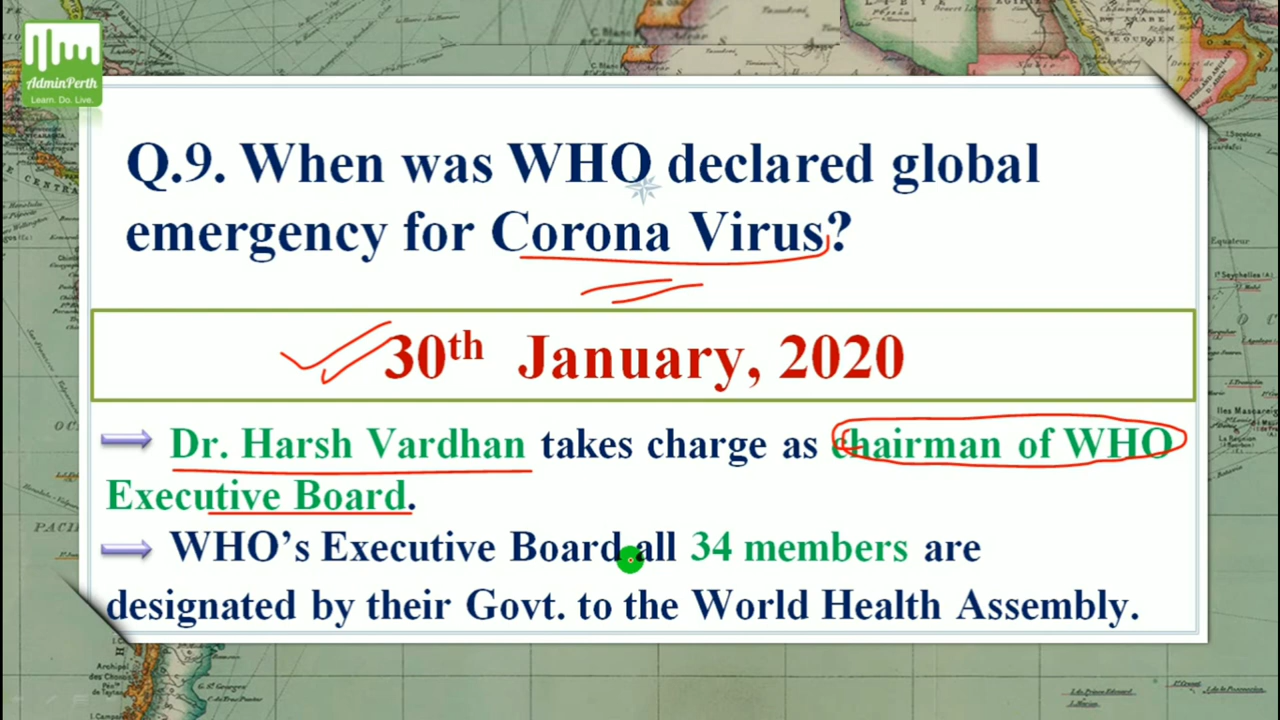 AdminPerth
Learn. Do. Live.
Q.9. When was WHO declared global
emergency for Corona Virus?
30th January, 2020
Dr. Harsh Vardhan takes charge as chairman of WHO
Executive Board.
WHO's Executive Board all 34 members are
designated by their Govt. to the World Health Assembly.
PACIF
Equateur